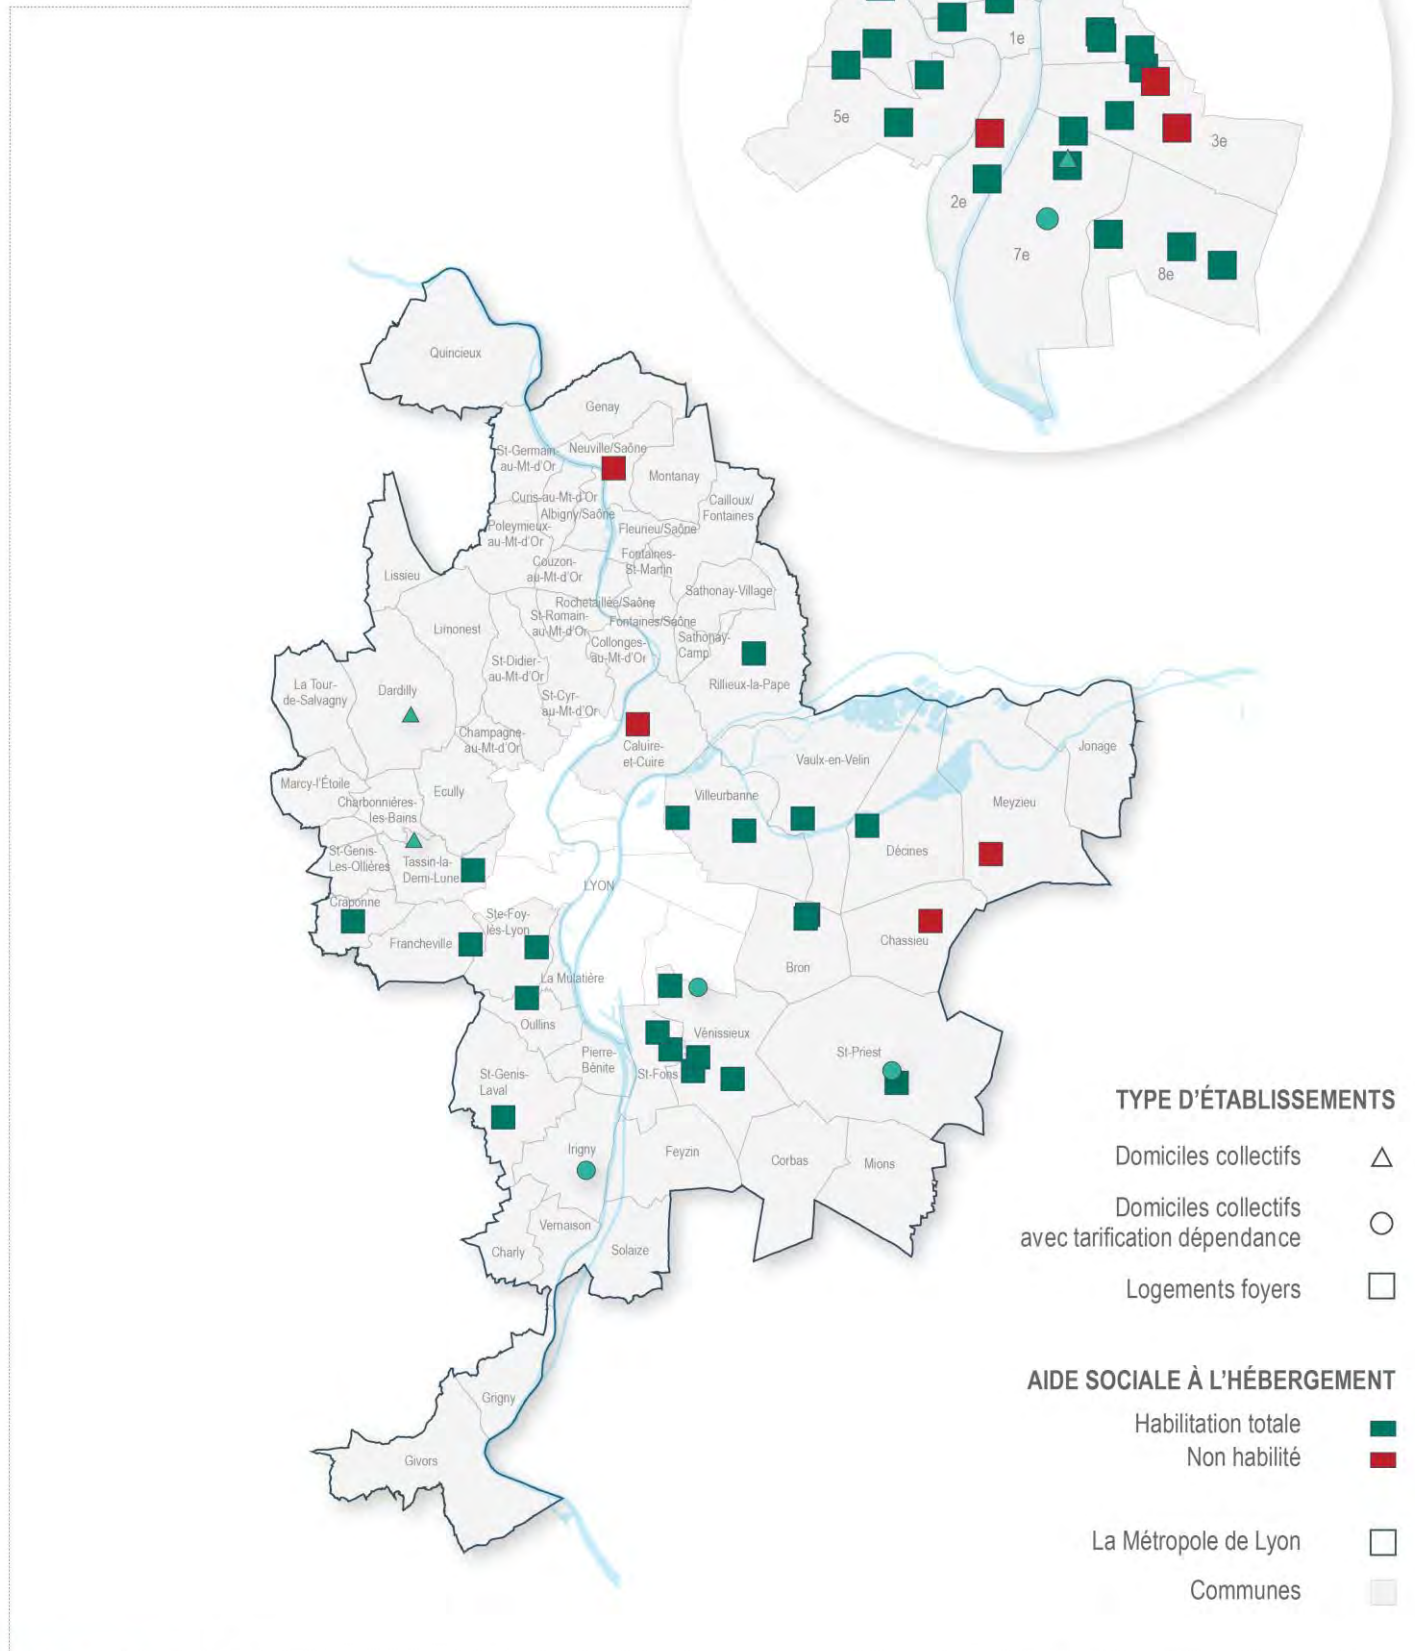 1e
5e
3e
2e
7e
8e
Quincieux
Genay
St-Germain-
au-Mt-d'Or
Neuville/Saône
Montanay
Curis-au-Mt-d'Or
Albigny/Saône
Cailloux/
Fontaines
Poleymieux-
au-Mt-d'Or
Fleurieu/Saône
Fontaines-
St-Martin
Couzon-
au-Mt-d'Or
Lissieu
Sathonay-Village
Rochetaillée/Saône
St-Romain-
au-Mt-d'Or
Fontaines/Saône
Limonest
Collonges-
au-Mt-d'Or
Sathonay-
Camp
St-Didier-
au-Mt-d'Or
La Tour-
de-Salvagny
Dardilly
Rillieux-la-Pape
St-Cyr-
au-Mt-d'Or
Champagne-
au-Mt-d'Or
Caluire-
et-Cuire
Vaulx-en-Velin
Jonage
Marcy-l'Étoile
Ecully
Villeurbanne
Meyzieu
Charbonnières-
les-Bains
St-Genis-
Les-Ollières
Tassin-la-
Demi-Lune
Décines
LYON
Craponne
Ste-Foy-
lès-Lyon
Francheville
Chassieu
Bron
La Mulatière
Oullins
Vénissieux
Pierre-
Bénite
St-Priest
St-Genis-
Laval
St-Fons
Irigny
Feyzin
Corbas
Mions
Vernaison
Charly
Solaize
Grigny
Givors
TYPE D'ÉTABLISSEMENTS
Domiciles collectifs
Domiciles collectifs
avec tarification dépendance
Logements foyers
AIDE SOCIALE À L'HÉBERGEMENT
Habilitation totale
Non habilité
La Métropole de Lyon
Communes